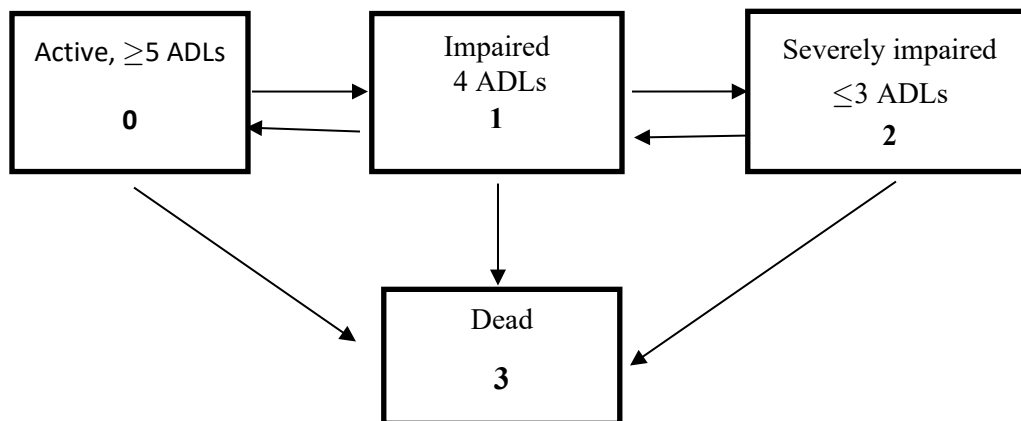 Active, ≥5 ADLs
0
Impaired
4 ADLs
1
Severely impaired
≤3 ADLs
2
Dead
3